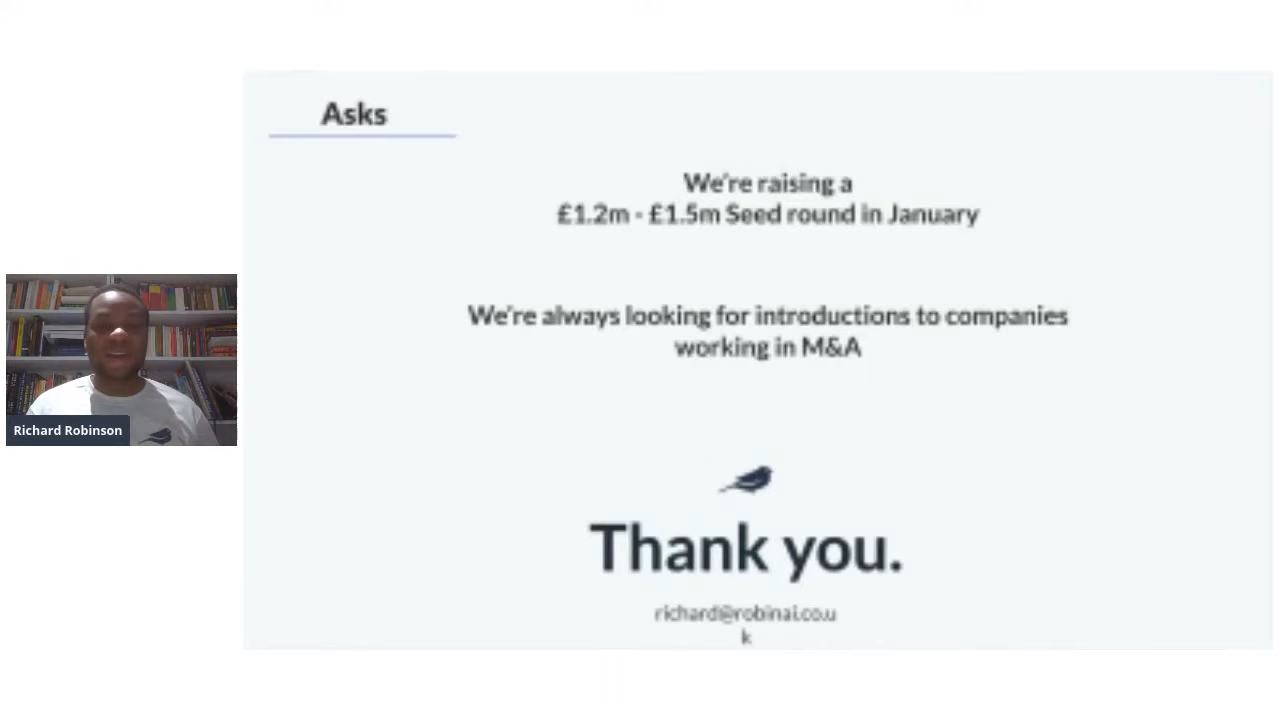 Asks
We're raising a
£1.2m - £1.5m Seed round in January
We're always looking for introductions to companies
working in M&A
Richard Robinson
Thank you.
richard@robinai.co.u
k